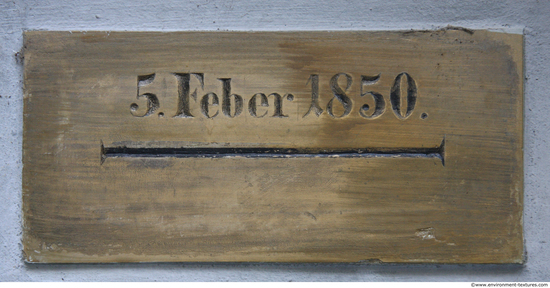 5. Feber 1850.
©www.environment-textures.com